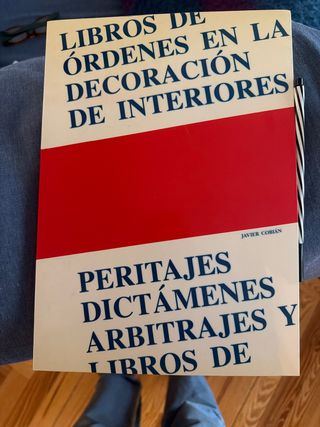 LIBROS DE
ÓRDENES EN LA
DECORACIÓN
DE INTERIORES
JAVIER COBIÁN
PERITAJES
DICTÁMENES
ARBITRAJES Y
LIBROS DE